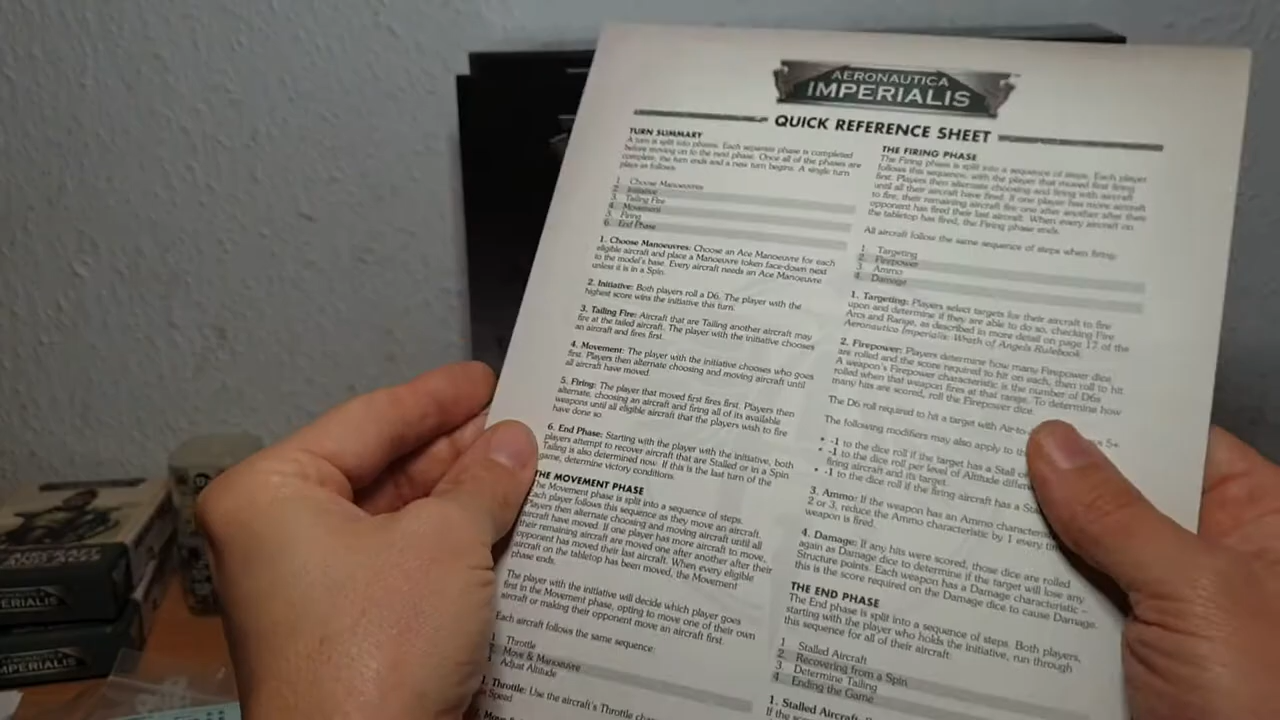 AERONAUTICA
IMPERIALIS
QUICK REFERENCE SHEET
TURN SUMMARY
A turn is split into phases. Each separate phase is completed
before moving on to the next phase. Once all of the phases are
complete, the turn ends and a new turn begins. A single turn
plays as follows:
1. Choose Manoeuvres
2. Initiative
3. Tailing Fire
4. Movement
5. Firing
6. End Phase
1. Choose Manoeuvres: Choose an Ace Manoeuvre for each
eligible aircraft and place a Manoeuvre token face-down next
to the model's base. Every aircraft needs an Ace Manoeuvre
unless it is in a Spin.
2. Initiative: Both players roll a D6. The player with the
highest score wins the initiative this turn.
3. Tailing Fire: Aircraft that are Tailing another aircraft may
fire at the tailed aircraft. The player with the initiative chooses
an aircraft and fires first.
4. Movement: The player with the initiative chooses who goes
first. Players then alternate choosing and moving aircraft until
all aircraft have moved.
5. Firing: The player that moved first fires first. Players then
alternate, choosing an aircraft and firing all of its available
weapons until all eligible aircraft that the players wish to fire
have done so.
6. End Phase: Starting with the player with the initiative, both
players attempt to recover aircraft that are Stalled or in a Spin
Tailing is also determined now. If this is the last turn of the
game, determine victory conditions.
THE MOVEMENT PHASE
The Movement phase is split into a sequence of steps.
Each player follows this sequence as they move an aircraft.
Players then alternate choosing and moving aircraft until all
aircraft have moved. If one player has more aircraft to move,
their remaining aircraft are moved one after another after their
opponent has moved their last aircraft. When every eligible
aircraft on the tabletop has been moved, the Movement
phase ends.
The player with the initiative will decide which player goes
first in the Movement phase, opting to move one of their own
aircraft or making their opponent move an aircraft first.
Each aircraft follows the same sequence:
1 Throttle
Move & Manoeuvre
Adjust Altitude
1. Throttle: Use the aircraft's Throttle
Speed
THE FIRING PHASE
The Firing phase is split into a sequence of steps. Each player
follows this sequence, with the player that moved first firing
first. Players then alternate choosing and firing with aircraft
until all their aircraft have fired. If one player has more aircraft
to fire, their remaining aircraft fire one after another after their
opponent has fired their last aircraft. When every aircraft on
the tabletop has fired, the Firing phase ends.
All aircraft follow the same sequence of steps when firing:
1. Targeting
2. Firepower
3. Ammo
4. Damage
1. Targeting: Players select targets for their aircraft to fire
upon and determine if they are able to do so, checking Fire
Arcs and Range, as described in more detail on page 17 of the
Aeronautica Imperialis: Wrath of Angels Rulebook.
2. Firepower: Players determine how many Firepower dice
are rolled and the score required to hit on each, then roll to hit
A weapon's Firepower characteristic is the number of D6s
rolled when that weapon fires at that range. To determine how
many hits are scored, roll the Firepower dice.
The D6 roll required to hit a target with Air-to- 5+
The following modifiers may also apply to
• -1 to the dice roll if the target has a Stall
• -1 to the dice roll per level of Altitude
firing aircraft and its target.
• -1 to the dice roll if the firing aircraft has a
3. Ammo: If the weapon has an Ammo
2 or 3, reduce the Ammo characteristic by 1 every
weapon is fired.
4. Damage: If any hits were scored, those dice are rolled
again as Damage dice to determine if the target will lose any
Structure points. Each weapon has a Damage characteristic –
this is the score required on the Damage dice to cause Damage.
THE END PHASE
The End phase is split into a sequence of steps. Both players,
starting with the player who holds the initiative, run through
this sequence for all of their aircraft:
1 Stalled Aircraft
2. Recovering from a Spin
3. Determine Tailing
4 Ending the Game
1. Stalled Aircraft
If the
AIRCRAFT
IMPERIALIS
AERONAUTICA
IMPERIALIS